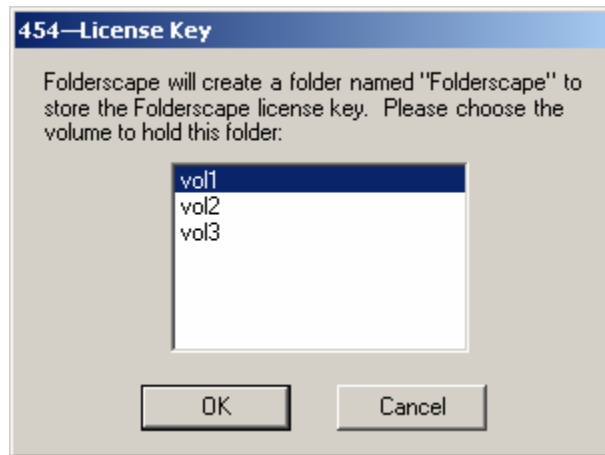 454—License Key
Folderscape will create a folder named "Folderscape" to
store the Folderscape license key.  Please choose the
volume to hold this folder:
vol1
vol2
vol3
OK
Cancel